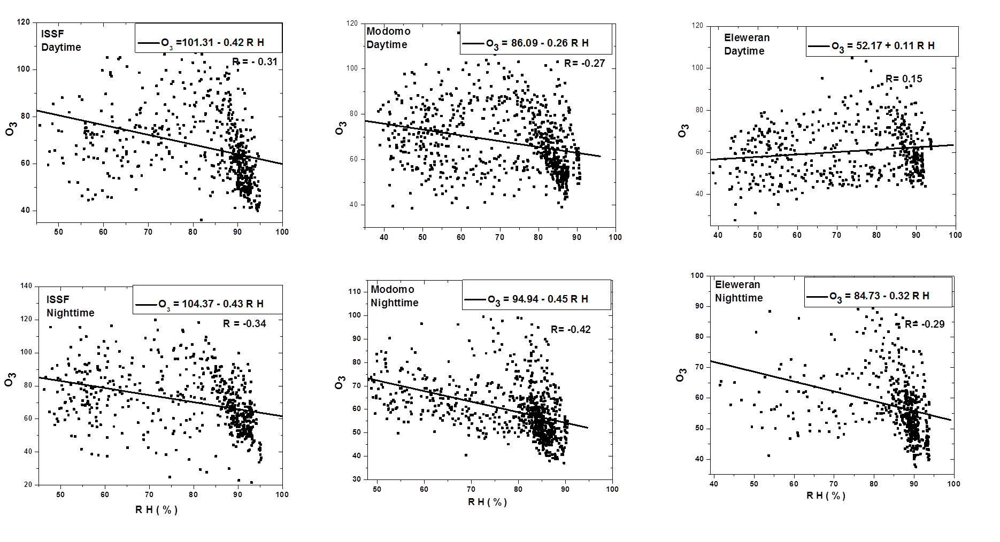 ISSF
Daytime
O3 =101.31 - 0.42 R H
R = - 0.31
120
100
80
60
40
O3
50 60 70 80 90 100
Modomo
Daytime
O3 = 86.09 - 0.26 R H
R= -0.27
120
100
80
60
40
O3
40 50 60 70 80 90 100
Eleweran
Daytime
O3 = 52.17 + 0.11 R H
R= 0.15
120
100
80
60
40
O3
40 50 60 70 80 90 100
ISSF
Nighttime
O3 = 104.37 - 0.43 R H
R = -0.34
140
120
100
80
60
40
20
O3
50 60 70 80 90 100
R H ( % )
Modomo
Nighttime
O3 = 94.94 - 0.45 R H
R= -0.42
110
100
90
80
70
60
50
40
30
O3
50 60 70 80 90 100
R H ( % )
Eleweran
Nighttime
O3 = 84.73 - 0.32 R H
R= -0.29
100
90
80
70
60
50
40
O3
40 50 60 70 80 90 100
R H ( % )